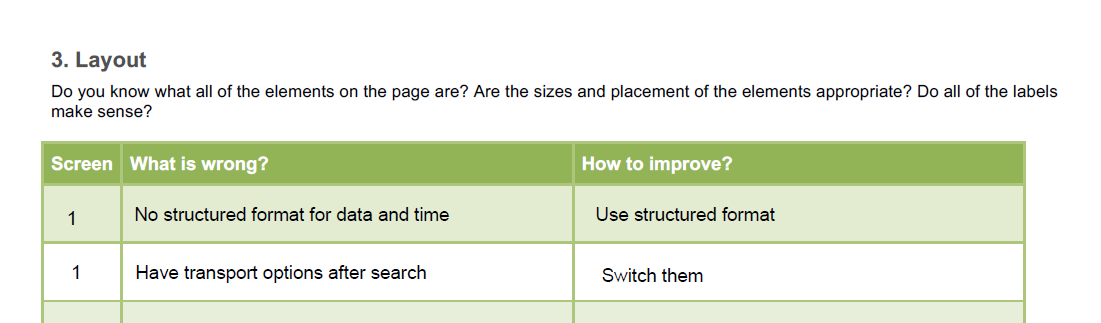 3. Layout
Do you know what all of the elements on the page are? Are the sizes and placement of the elements appropriate? Do all of the labels
make sense?
Screen What is wrong? How to improve?
1 No structured format for data and time Use structured format
1 Have transport options after search Switch them